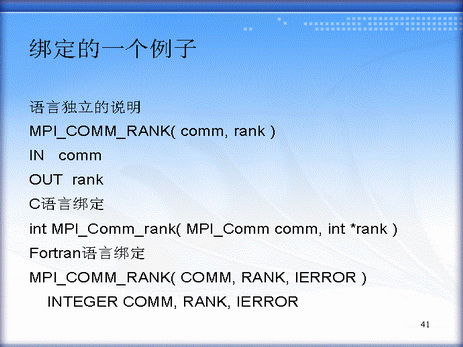 绑定的一个例子
语言独立的说明
MPI_COMM_RANK( comm, rank )
IN comm
OUT rank
C语言绑定
int MPI_Comm_rank( MPI_Comm comm, int *rank )
Fortran语言绑定
MPI_COMM_RANK( COMM, RANK, IERROR )
INTEGER COMM, RANK, IERROR
41